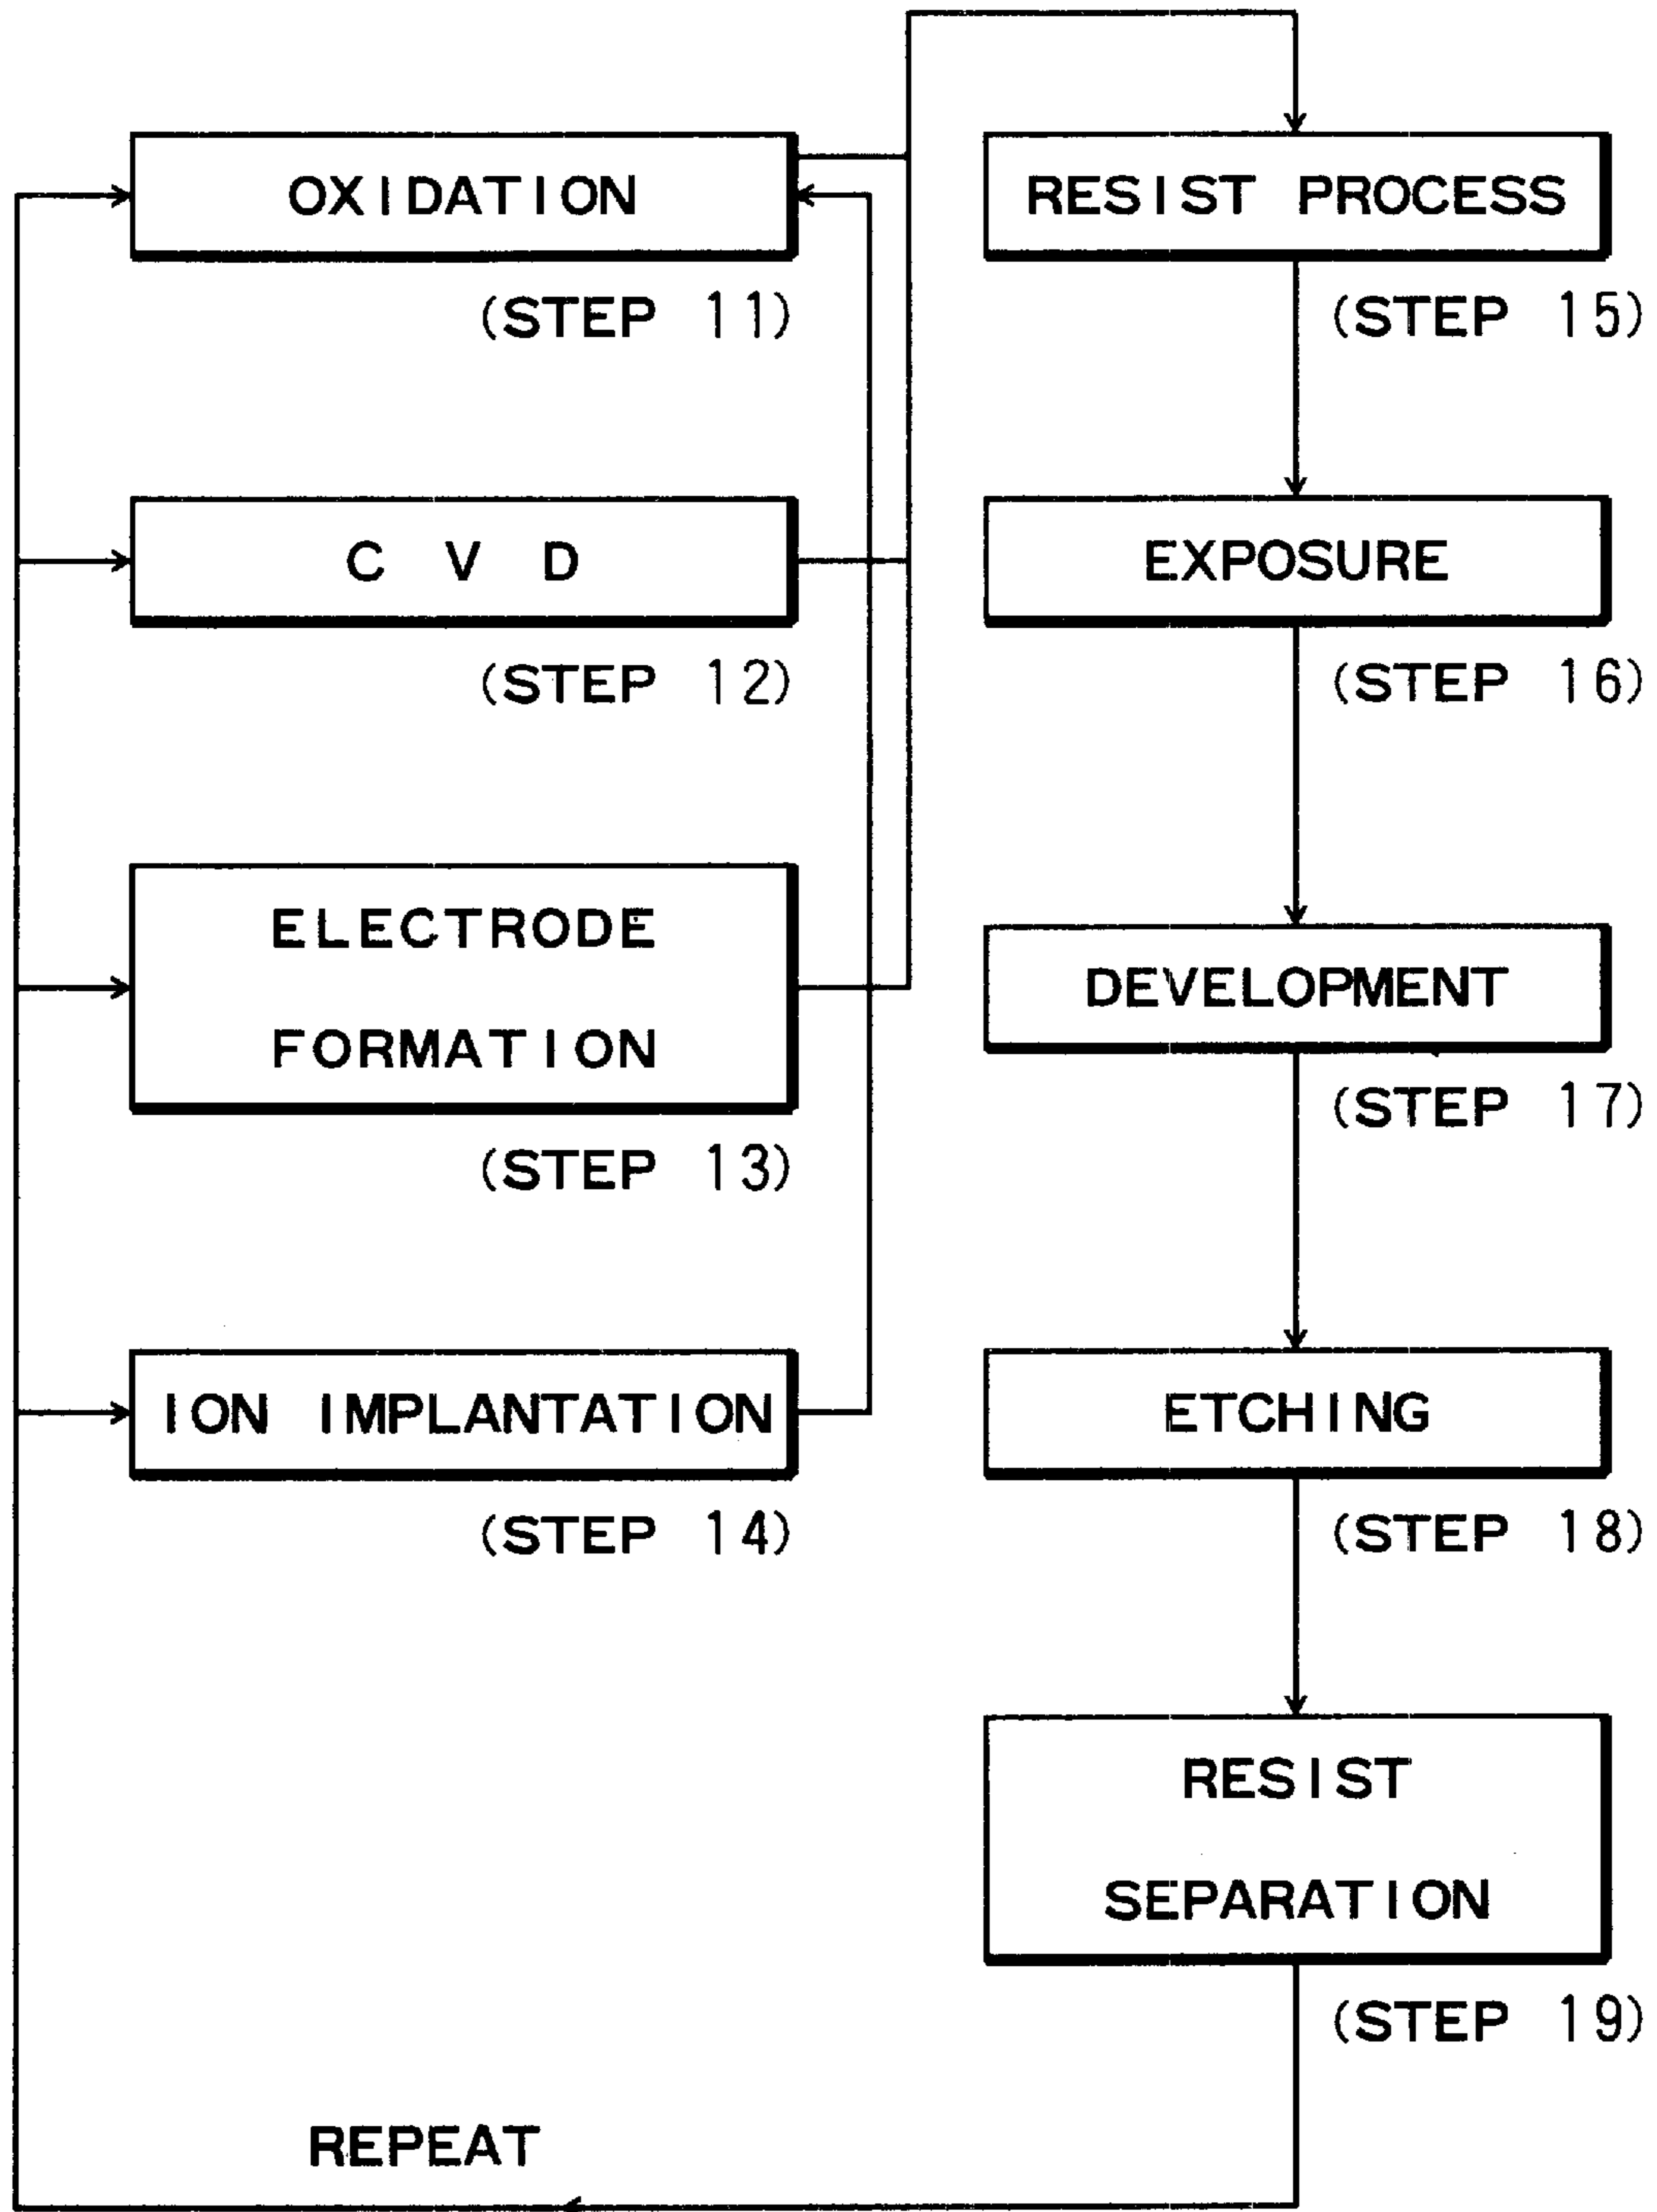 OXIDATION
(STEP 11)
CVD
(STEP 12)
ELECTRODE
FORMATION
(STEP 13)
ION IMPLANTATION
(STEP 14)
RESIST PROCESS
(STEP 15)
EXPOSURE
(STEP 16)
DEVELOPMENT
(STEP 17)
ETCHING
(STEP 18)
RESIST
SEPARATION
(STEP 19)
REPEAT